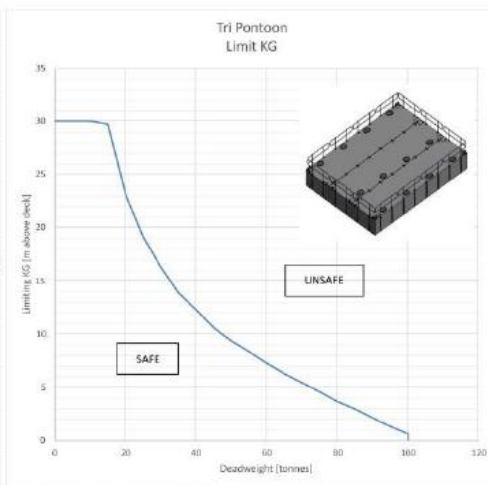 Tri Pontoon
Limit KG
35
30
25
20
15
10
5
0
Limiting KG [m above deck]
UNSAFE
SAFE
0 20 40 60 80 100 120
Deadweight [tonnes]